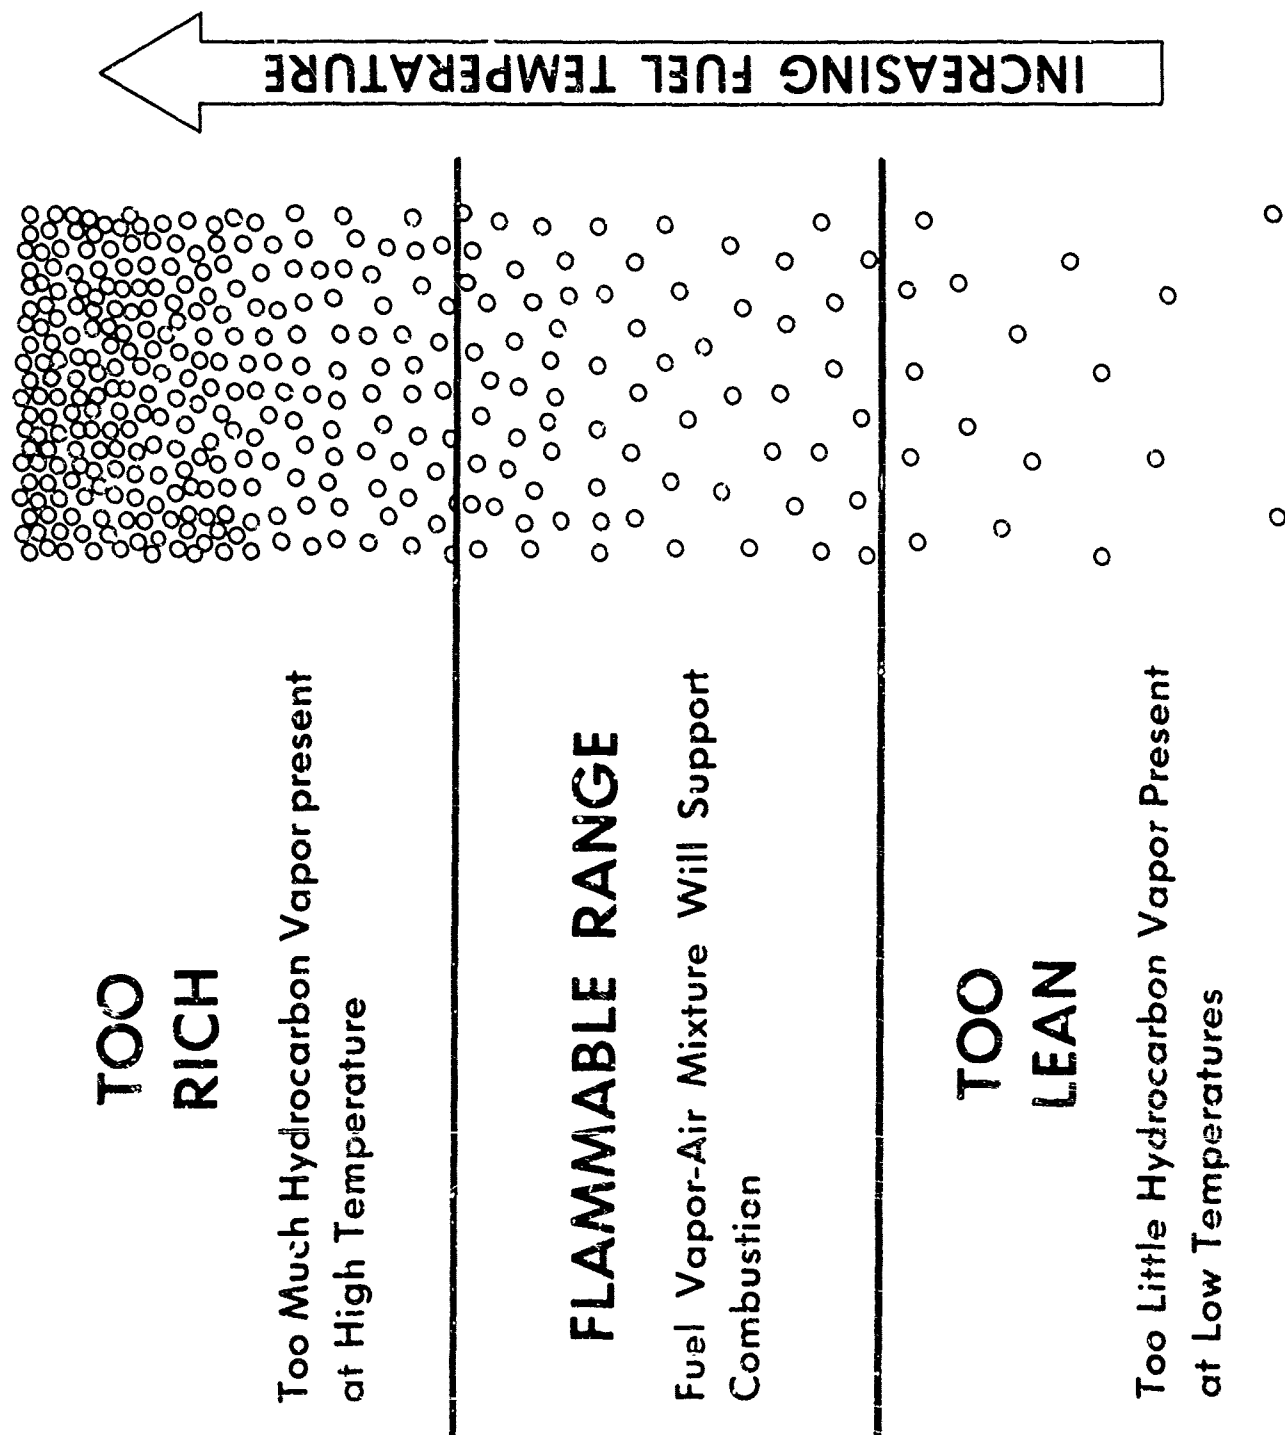 INCREASING FUEL TEMPERATURE
TOO
RICH
Too Much Hydrocarbon Vapor present
at High Temperature
FLAMMABLE RANGE
Fuel Vapor-Air Mixture Will Support
Combustion
TOO
LEAN
Too Little Hydrocarbon Vapor Present
at Low Temperatures